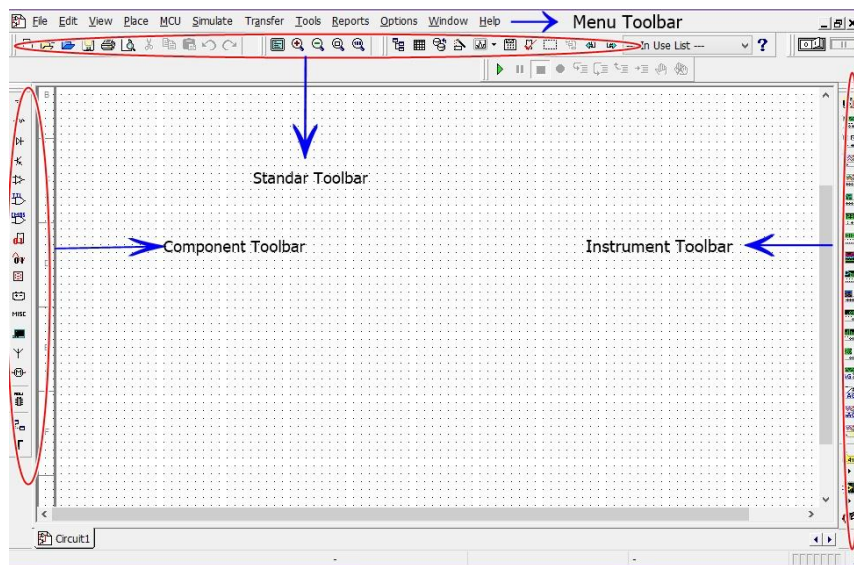 File Edit View Place MCU Simulate Transfer Tools Reports Options Window Help Menu Toolbar
--- In Use List ---
Standar Toolbar
Component Toolbar Instrument Toolbar
MISC
Circuit1